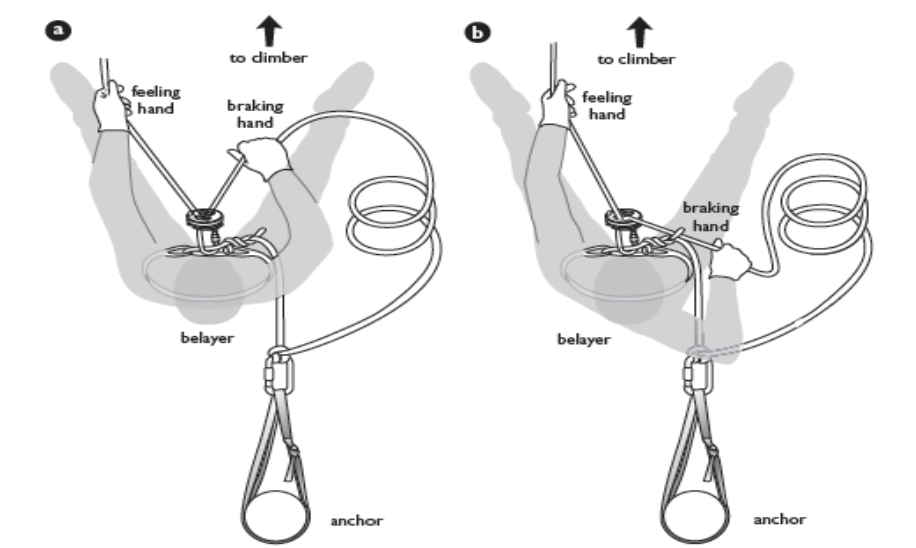 a
to climber
feeling
hand
braking
hand
belayer
anchor
b
to climber
feeling
hand
braking
hand
belayer
anchor